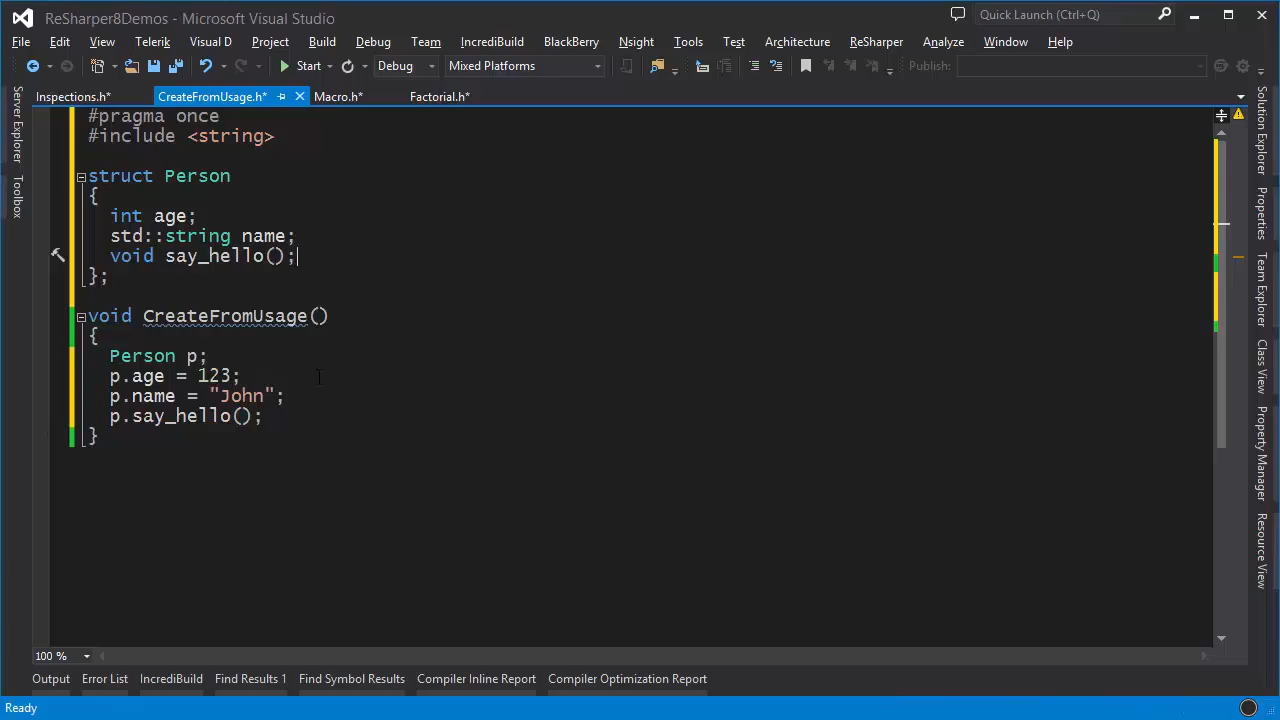 ReSharper8Demos - Microsoft Visual Studio
Quick Launch (Ctrl+Q)
File Edit View Telerik Visual D Project Build Debug Team IncrediBuild BlackBerry Nsight Tools Test Architecture ReSharper Analyze Window Help
Start Debug Mixed Platforms Publish:
Inspections.h* CreateFromUsage.h* Macro.h* Factorial.h*
Server Explorer
Toolbox
#pragma once
#include <string>
struct Person
{
int age;
std::string name;
void say_hello();
};
void CreateFromUsage()
{
Person p;
p.age = 123;
p.name = "John";
p.say_hello();
}
Solution Explorer
Properties
Team Explorer
Class View
Property Manager
Resource View
100 %
Output Error List IncrediBuild Find Results 1 Find Symbol Results Compiler Inline Report Compiler Optimization Report
Ready